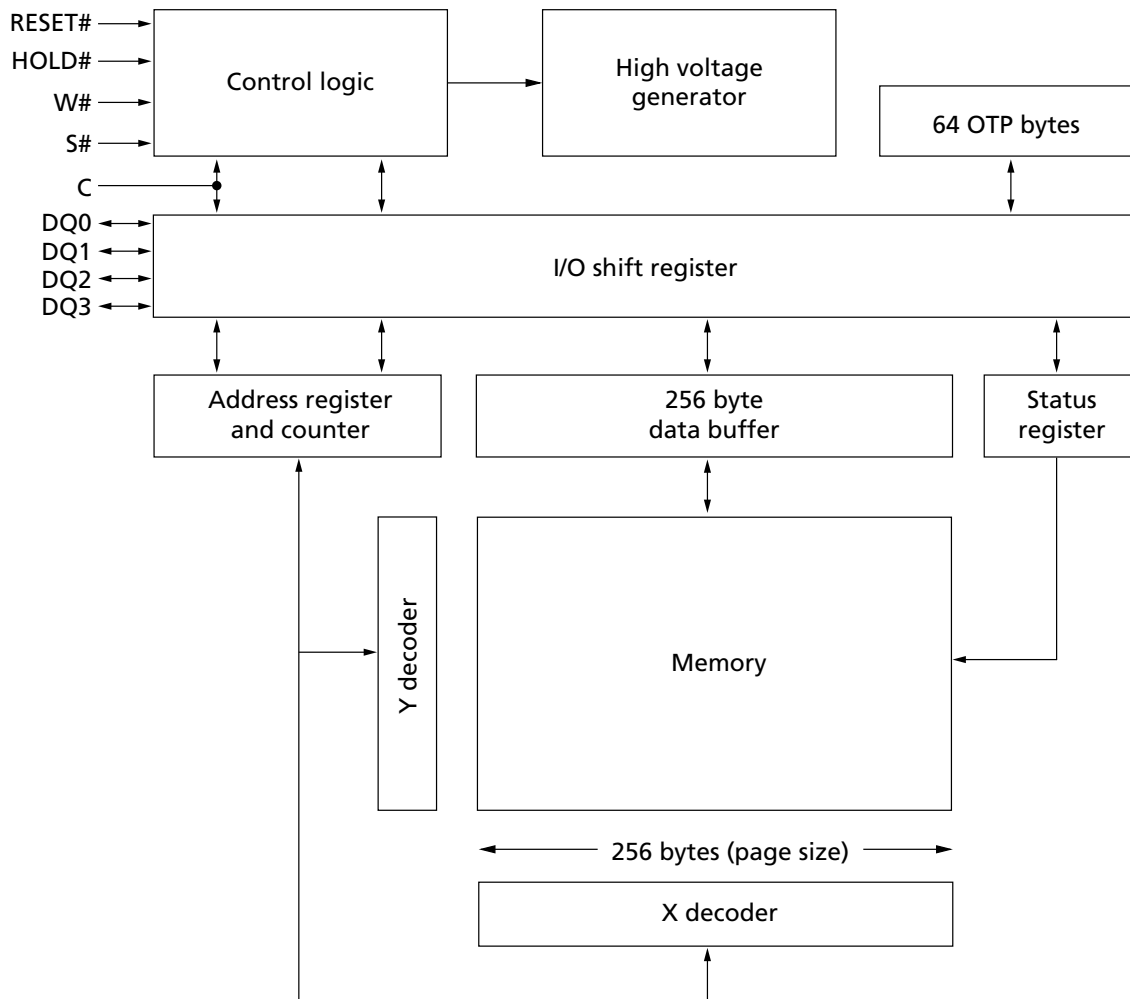 RESET#
HOLD#
W#
S#
C
Control logic
High voltage
generator
64 OTP bytes
DQ0
DQ1
DQ2
DQ3
I/O shift register
Address register
and counter
256 byte
data buffer
Status
register
Y decoder
Memory
256 bytes (page size)
X decoder